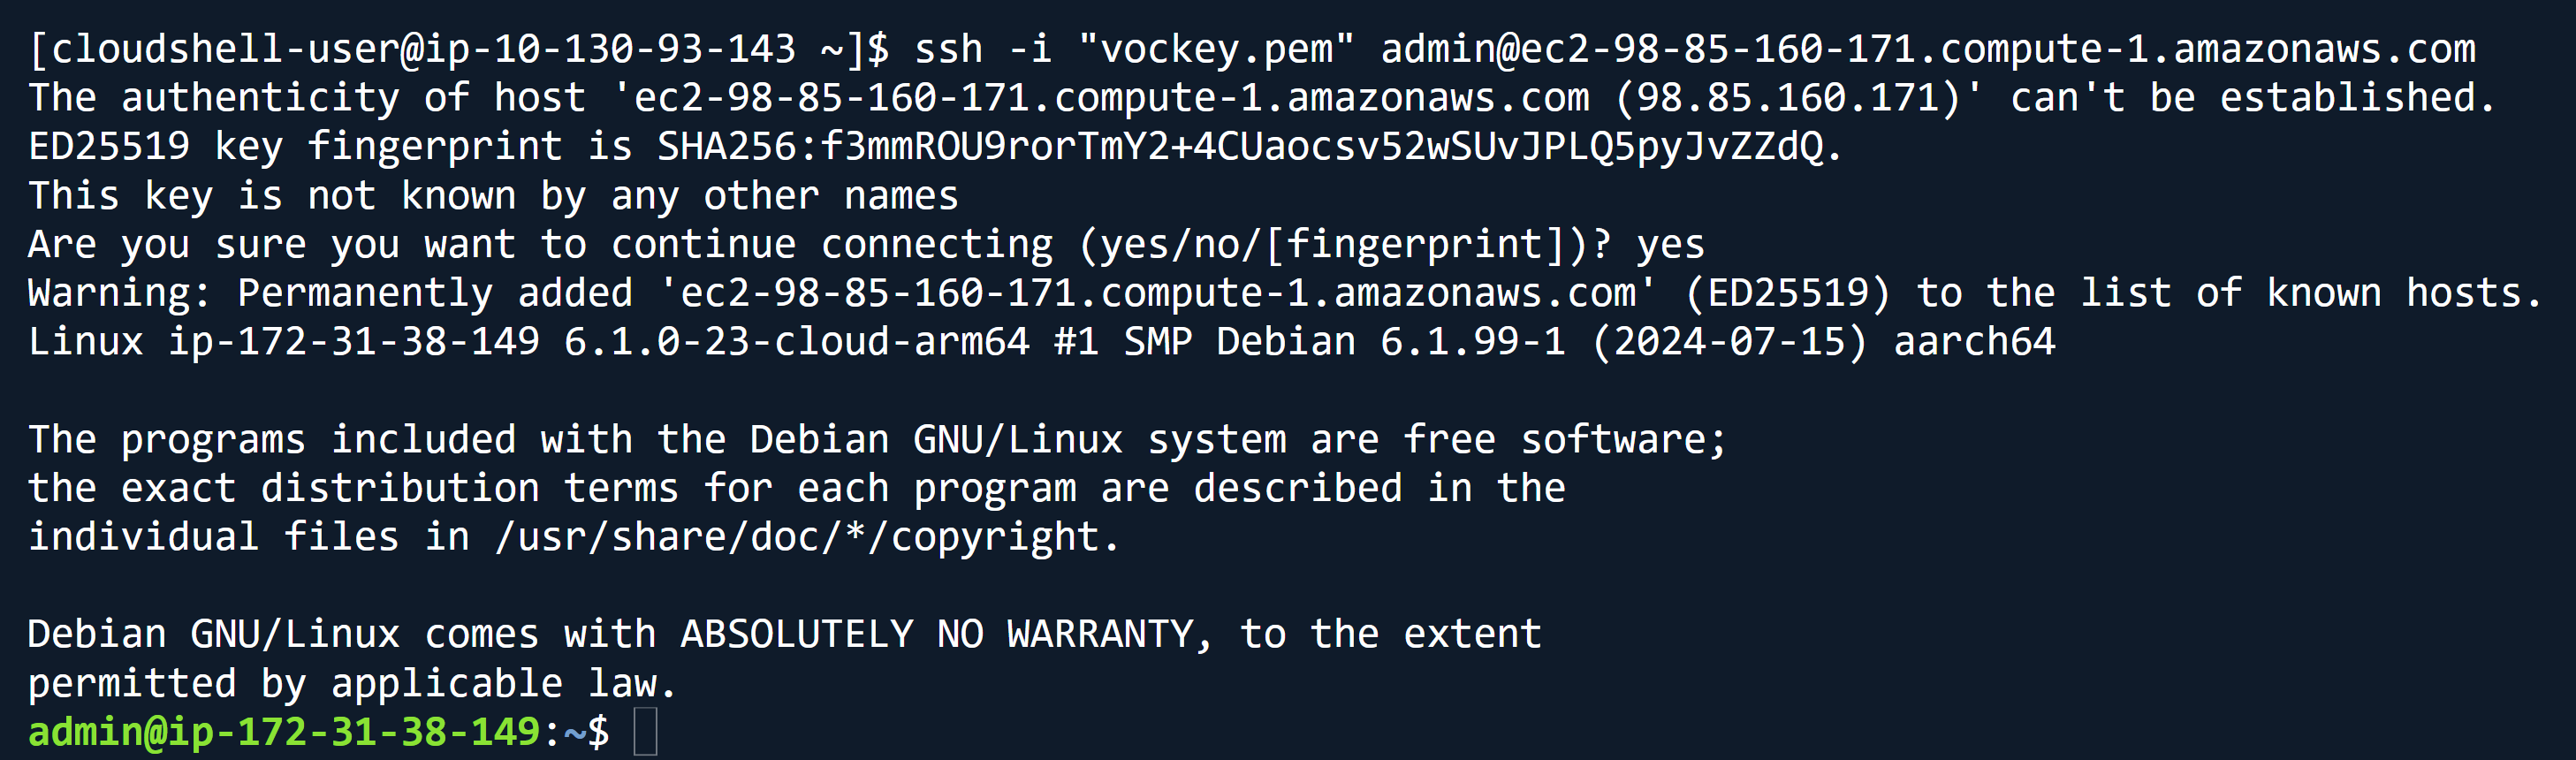 [cloudshell-user@ip-10-130-93-143 ~]$ ssh -i "vockey.pem" admin@ec2-98-85-160-171.compute-1.amazonaws.com
The authenticity of host 'ec2-98-85-160-171.compute-1.amazonaws.com (98.85.160.171)' can't be established.
ED25519 key fingerprint is SHA256:f3mmROU9rorTmY2+4CUaocsv52wSUvJPLQ5pyJvZZdQ.
This key is not known by any other names
Are you sure you want to continue connecting (yes/no/[fingerprint])? yes
Warning: Permanently added 'ec2-98-85-160-171.compute-1.amazonaws.com' (ED25519) to the list of known hosts.
Linux ip-172-31-38-149 6.1.0-23-cloud-arm64 #1 SMP Debian 6.1.99-1 (2024-07-15) aarch64
The programs included with the Debian GNU/Linux system are free software;
the exact distribution terms for each program are described in the
individual files in /usr/share/doc/*/copyright.
Debian GNU/Linux comes with ABSOLUTELY NO WARRANTY, to the extent
permitted by applicable law.
admin@ip-172-31-38-149:~$